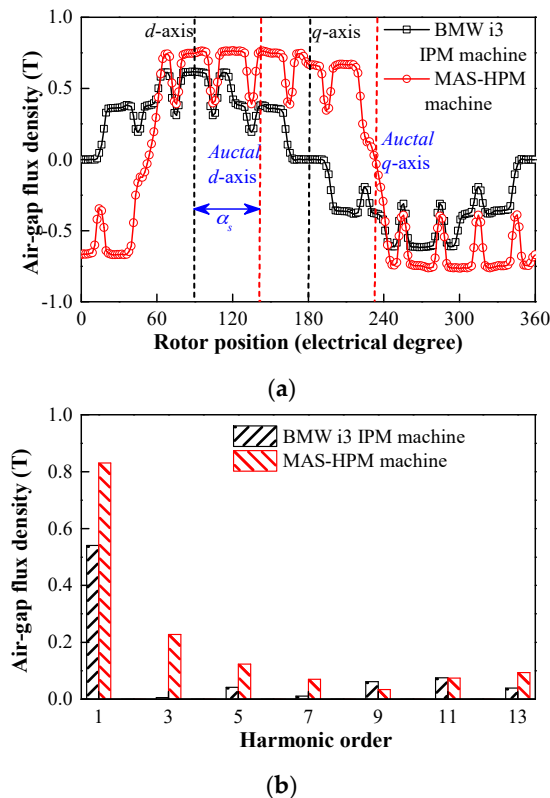 (a)
1.0
0.5
0.0
-0.5
-1.0
Air-gap flux density (T)
d-axis
q-axis
BMW i3
IPM machine
MAS-HPM
machine
Auctal
d-axis
αs
Auctal
q-axis
0 60 120 180 240 300 360
Rotor position (electrical degree)
(a)
1.0
0.8
0.6
0.4
0.2
0.0
Air-gap flux density (T)
BMW i3 IPM machine
MAS-HPM machine
1 3 5 7 9 11 13
Harmonic order
(b)